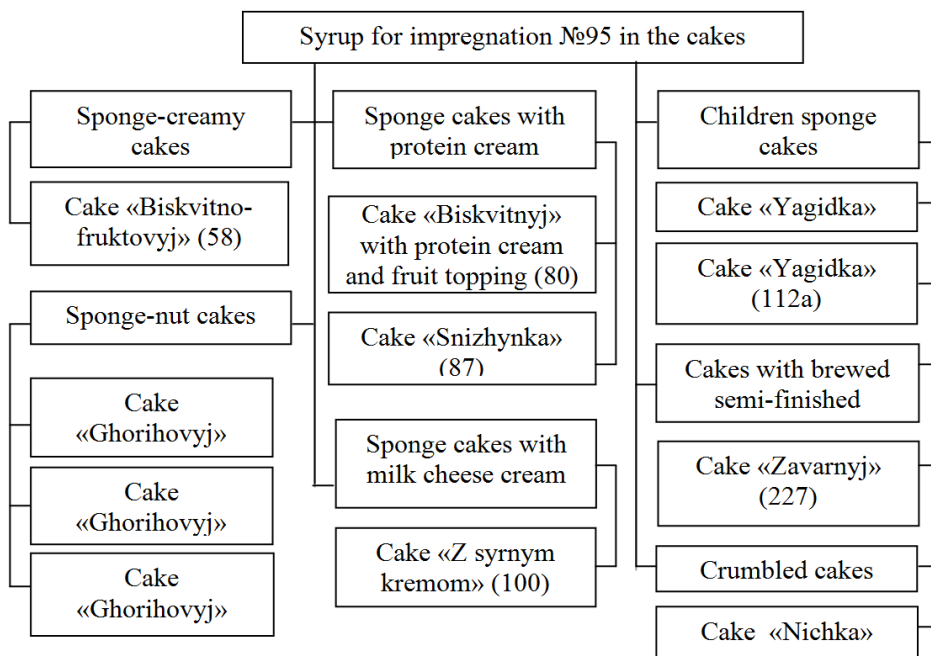 Syrup for impregnation №95 in the cakes
Sponge-creamy
cakes
Cake «Biskvitno-
fruktovyj» (58)
Sponge-nut cakes
Cake
«Ghorihovyj»
Cake
«Ghorihovyj»
Cake
«Ghorihovyj»
Sponge cakes with
protein cream
Cake «Biskvitnyj»
with protein cream
and fruit topping (80)
Cake «Snizhynka»
(87)
Sponge cakes with
milk cheese cream
Cake «Z syrnym
kremom» (100)
Children sponge
cakes
Cake «Yagidka»
Cake «Yagidka»
(112a)
Cakes with brewed
semi-finished
Cake «Zavarnyj»
(227)
Crumbled cakes
Cake «Nichka»